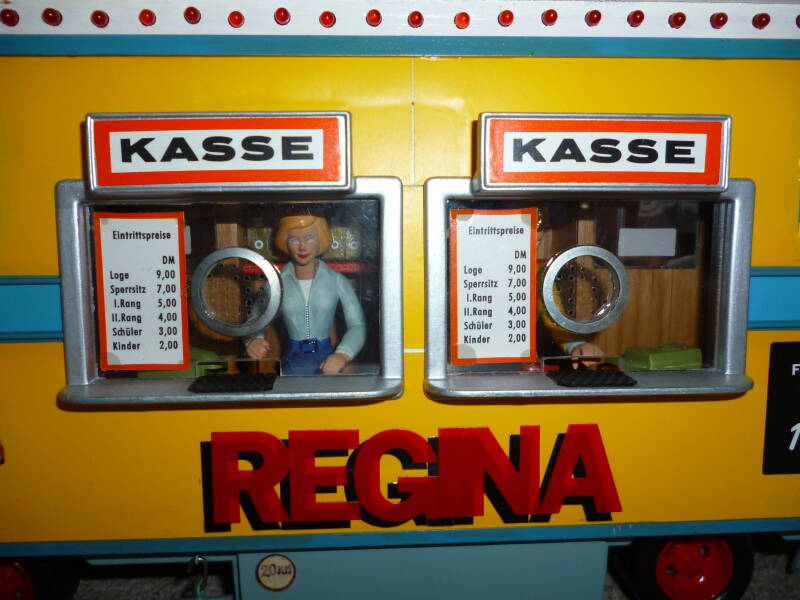 KASSE
KASSE
Eintrittspreise
DM
Loge 9,00
Sperrsitz 7,00
I.Rang 5,00
II.Rang 4,00
Schüler 3,00
Kinder 2,00
Eintrittspreise
DM
Loge 9,00
Sperrsitz 7,00
I.Rang 5,00
II.Rang 4,00
Schüler 3,00
Kinder 2,00
F
REGINA